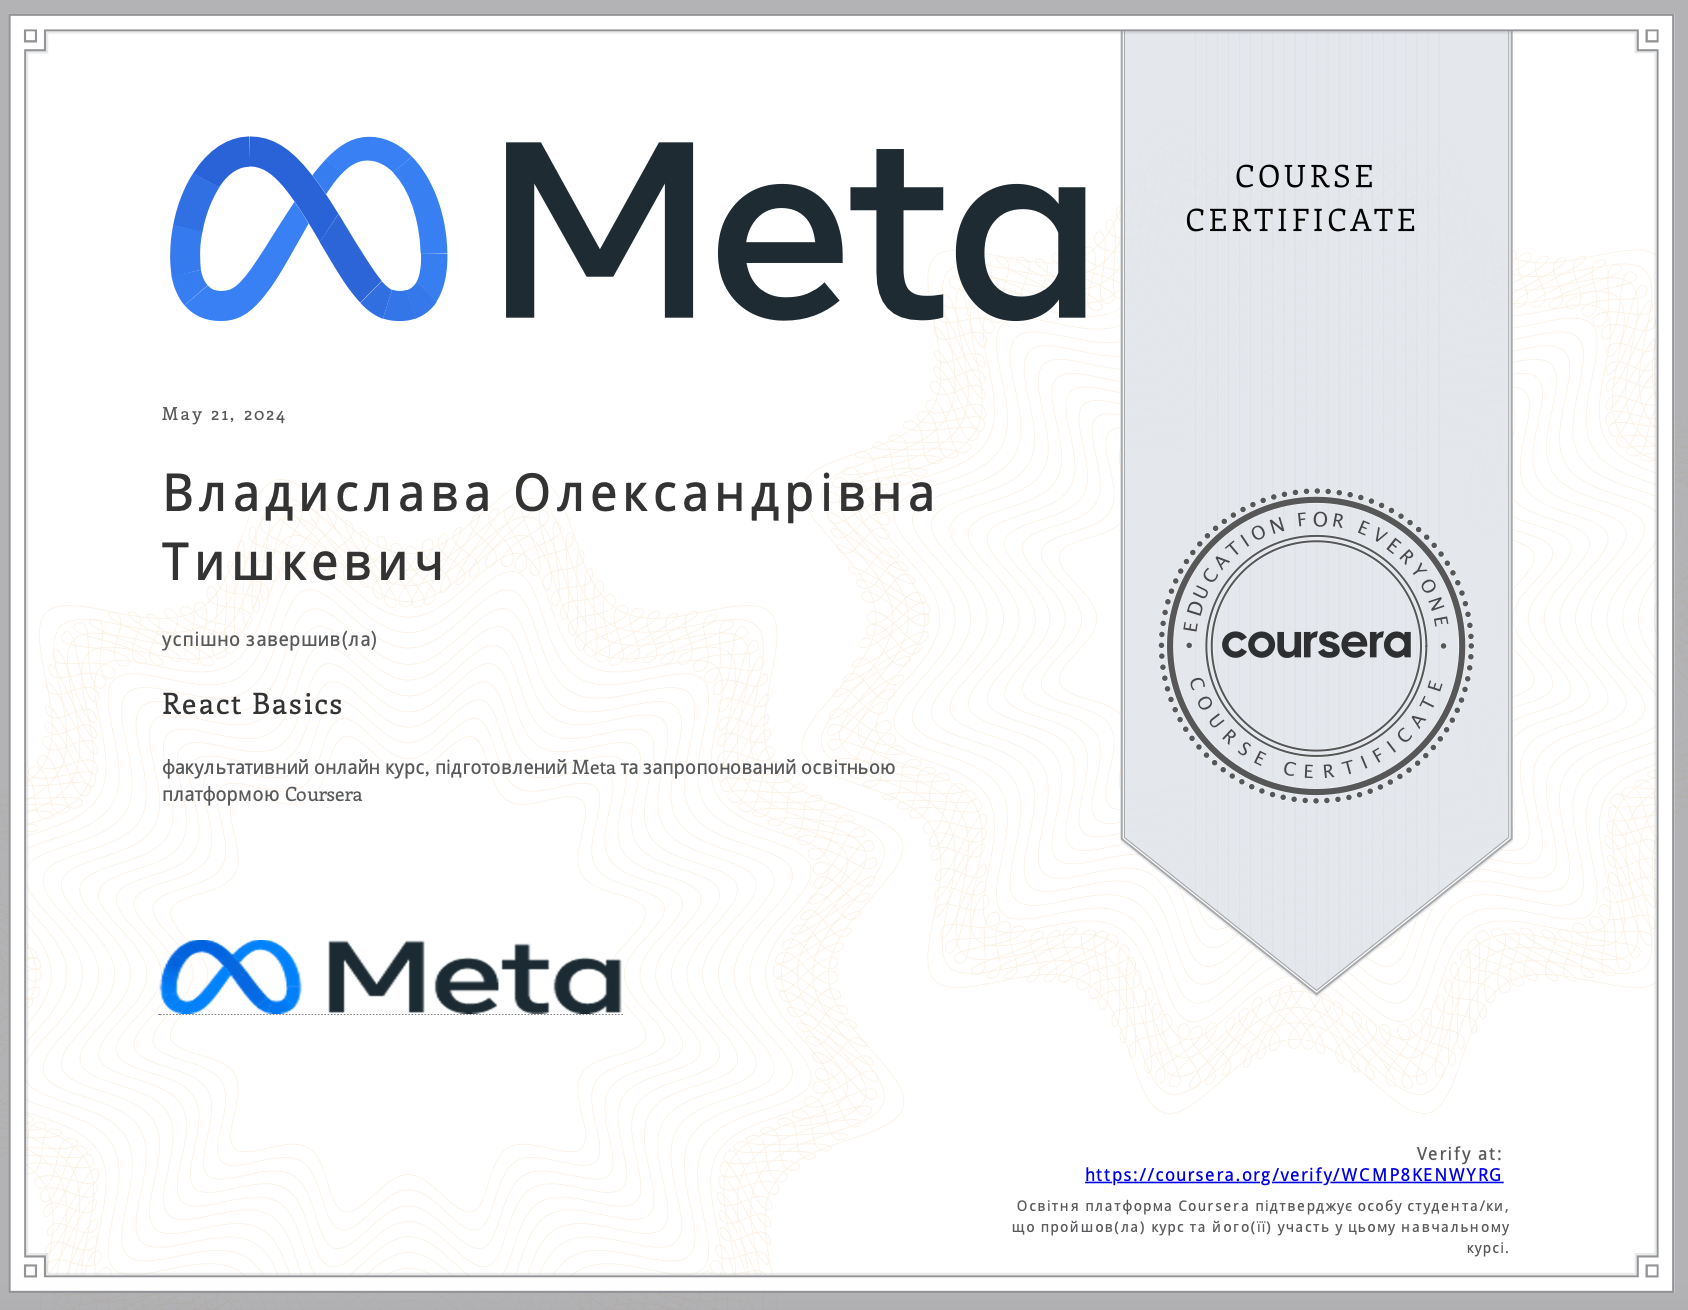 Meta
COURSE
CERTIFICATE
May 21, 2024
Владислава Олександрівна
Тишкевич
успішно завершив(ла)
React Basics
факультативний онлайн курс, підготовлений Meta та запропонований освітньою
платформою Coursera
EDUCATION FOR EVERYONE
coursera
COURSE CERTIFICATE
Meta
Verify at:
https://coursera.org/verify/WCMP8KENWYRG
Освітня платформа Coursera підтверджує особу студента/ки,
що пройшов(ла) курс та його(її) участь у цьому навчальному
курсі.